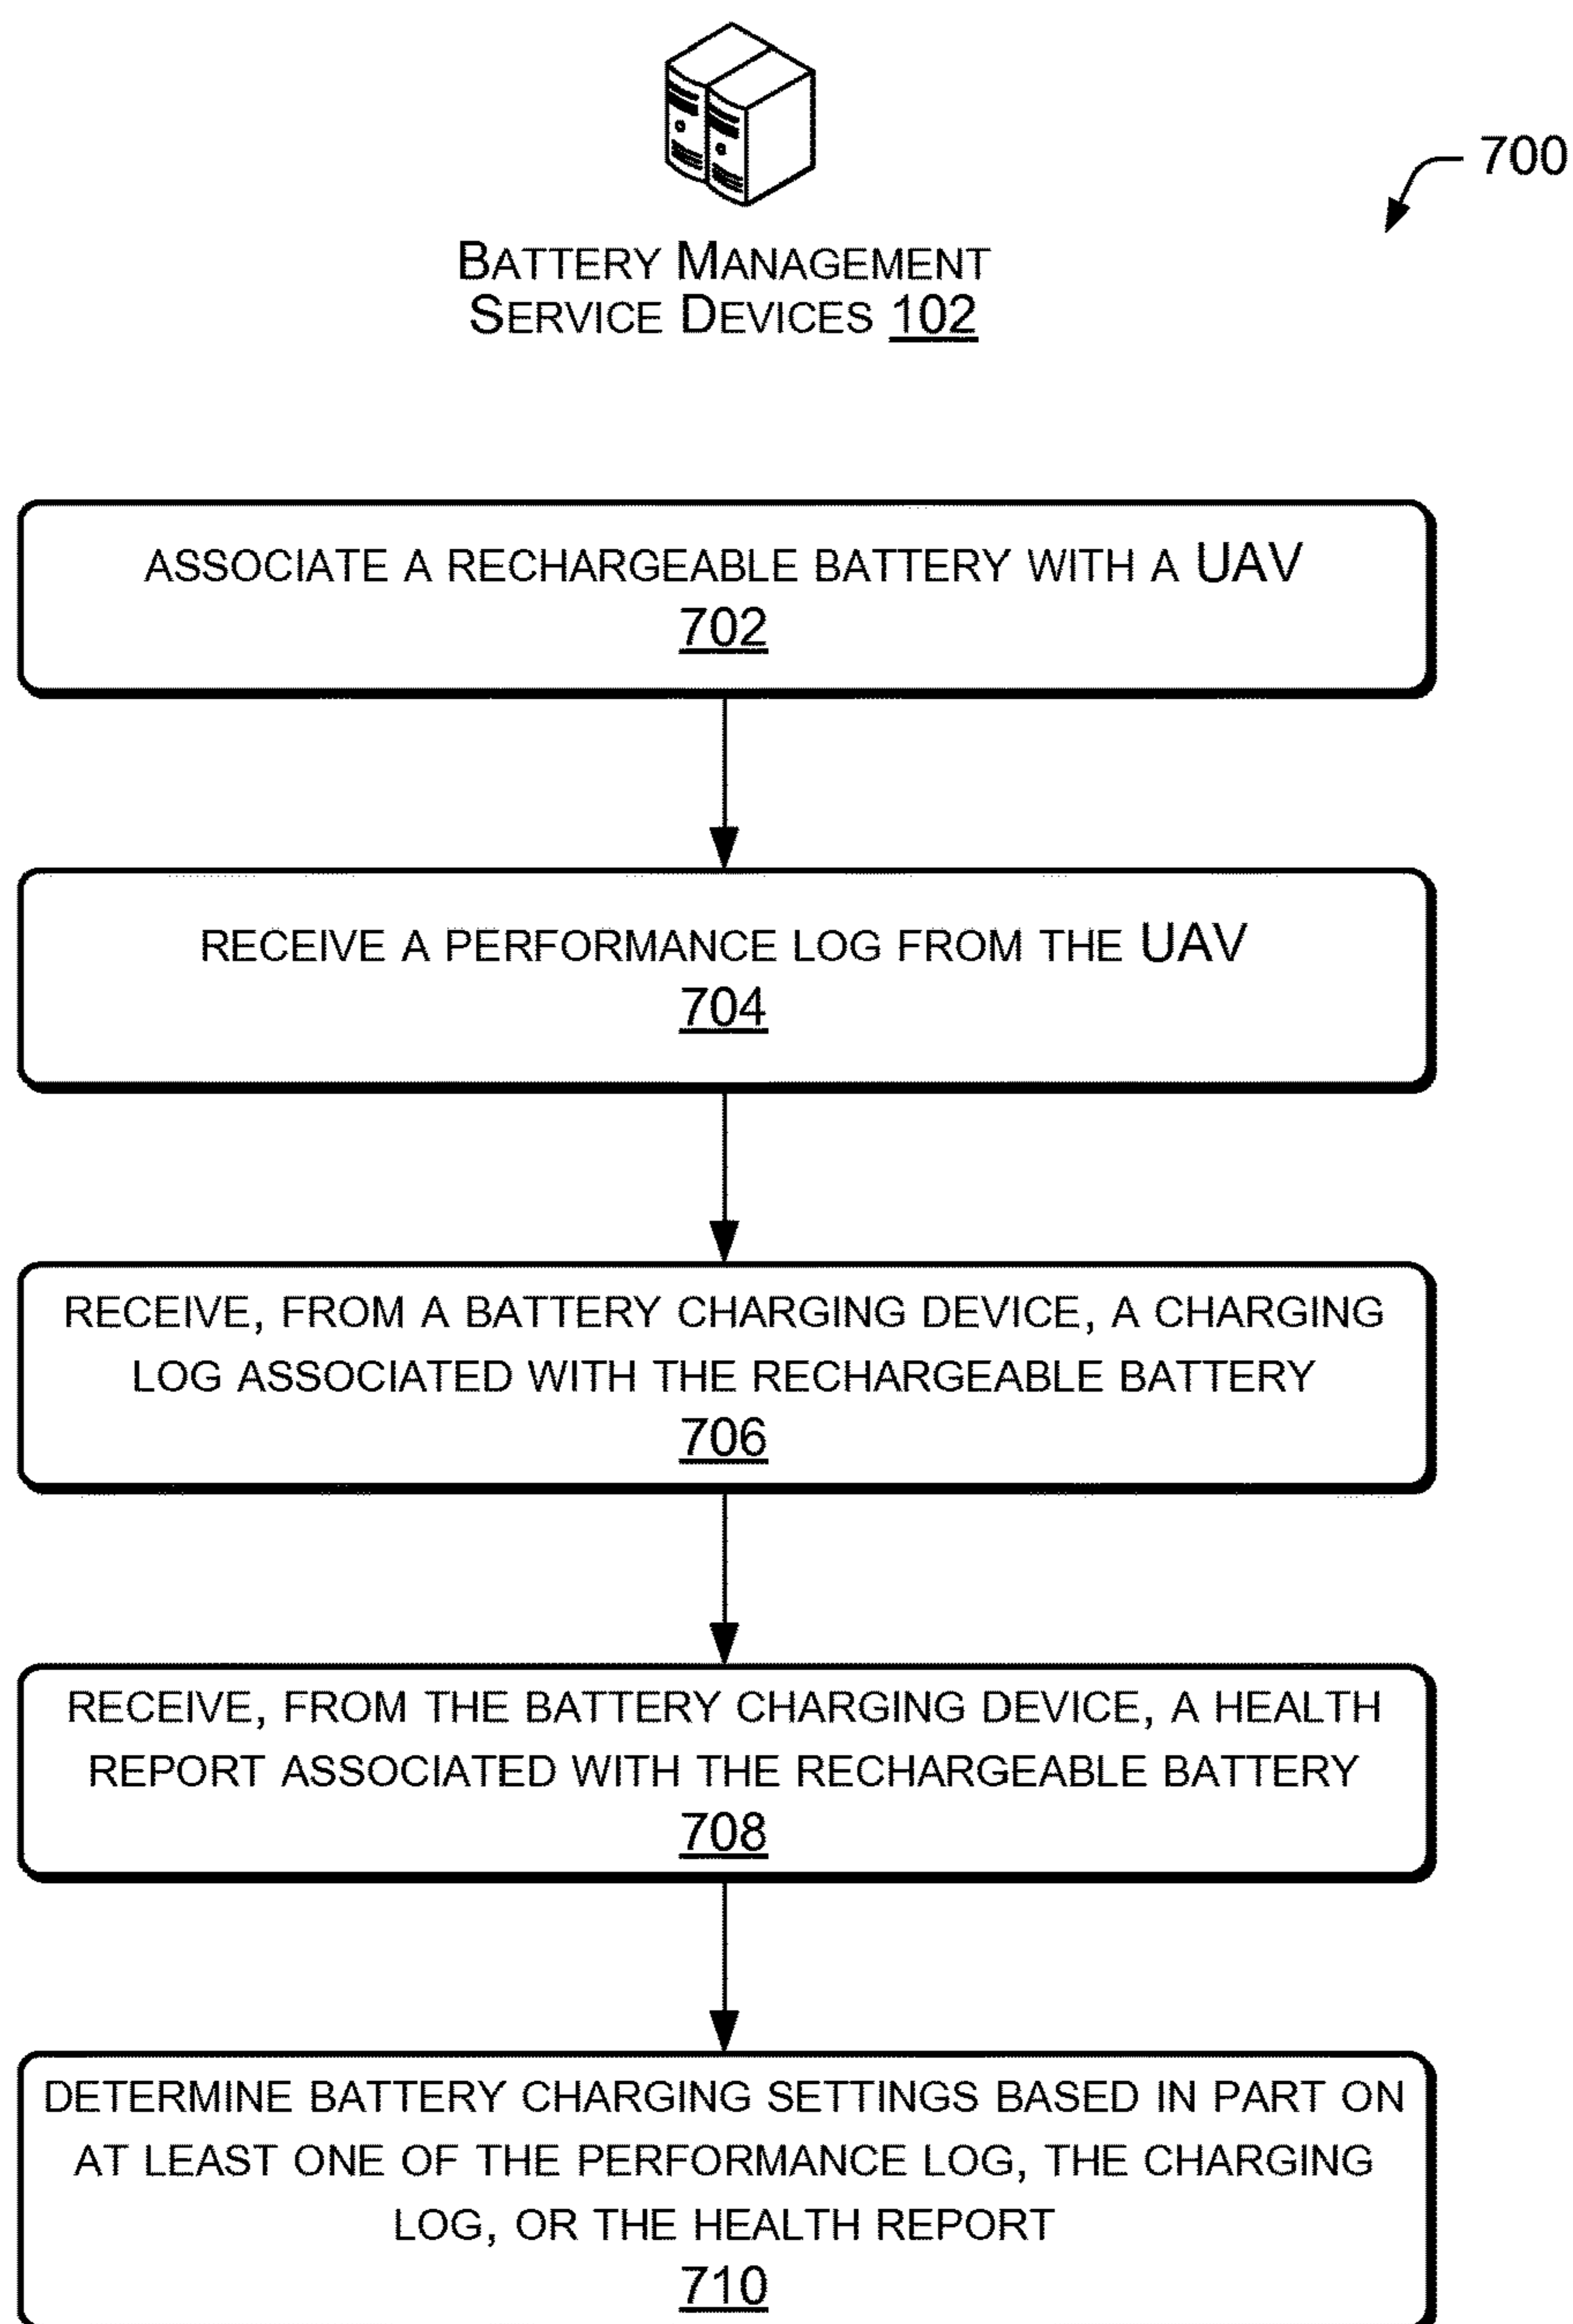 700
BATTERY MANAGEMENT
SERVICE DEVICES 102
ASSOCIATE A RECHARGEABLE BATTERY WITH A UAV
702
RECEIVE A PERFORMANCE LOG FROM THE UAV
704
RECEIVE, FROM A BATTERY CHARGING DEVICE, A CHARGING
LOG ASSOCIATED WITH THE RECHARGEABLE BATTERY
706
RECEIVE, FROM THE BATTERY CHARGING DEVICE, A HEALTH
REPORT ASSOCIATED WITH THE RECHARGEABLE BATTERY
708
DETERMINE BATTERY CHARGING SETTINGS BASED IN PART ON
AT LEAST ONE OF THE PERFORMANCE LOG, THE CHARGING
LOG, OR THE HEALTH REPORT
710